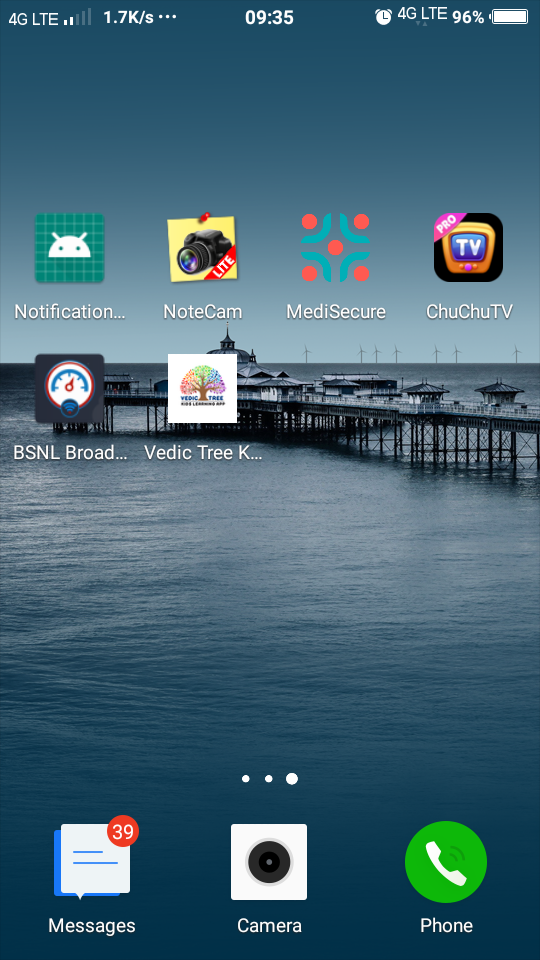 4G LTE 1.7K/s ··· 09:35 4G LTE 96%
LITE
PRO
TV
Notification... NoteCam MediSecure ChuChuTV
VEDIC TREE
KIDS LEARNING APP
BSNL Broad... Vedic Tree K...
39
Messages Camera Phone